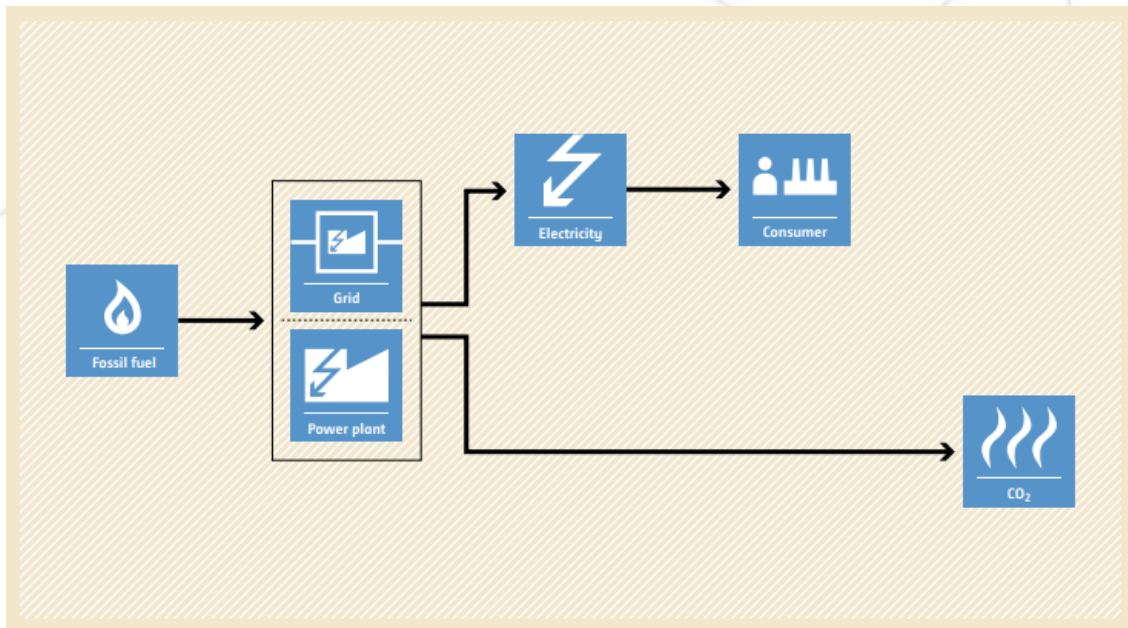 Electricity
Consumer
Grid
Fossil fuel
Power plant
CO₂